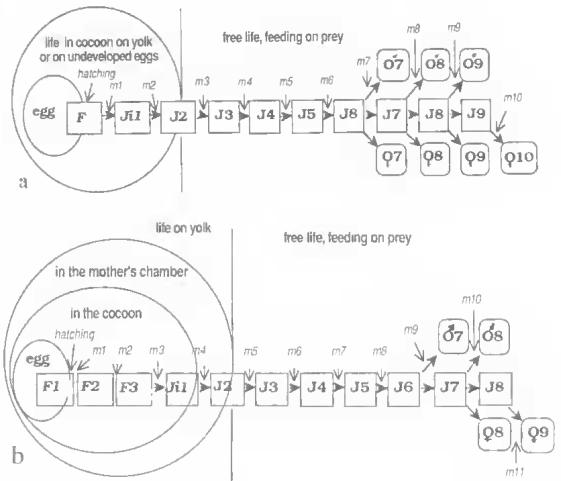 life in cocoon on yolk
or on undeveloped eggs
free life, feeding on prey
hatching
m1 m2 m3 m4 m5 m6 m7 m8 m9 m10
egg
F Ji1 J2 J3 J4 J5 J8 J7 J8 J9
♂7 ♂8 ♂9
♀7 ♀8 ♀9 ♀10
a
life on yolk
free life, feeding on prey
in the mother's chamber
in the cocoon
hatching
egg
m1 m2 m3 m4 m5 m6 m7 m8 m9 m10
♂7 ♂8
F1 F2 F3 Ji1 J2 J3 J4 J5 J6 J7 J8
♀8 ♀9
b
m11